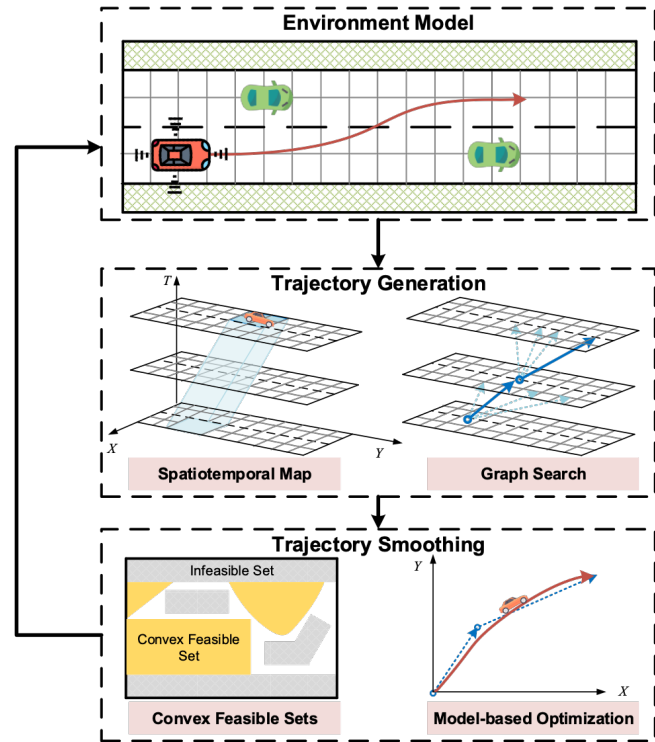 Environment Model
Trajectory Generation
T
X
Y
Spatiotemporal Map
Graph Search
Trajectory Smoothing
Infeasible Set
Convex Feasible
Set
Y
X
Convex Feasible Sets
Model-based Optimization